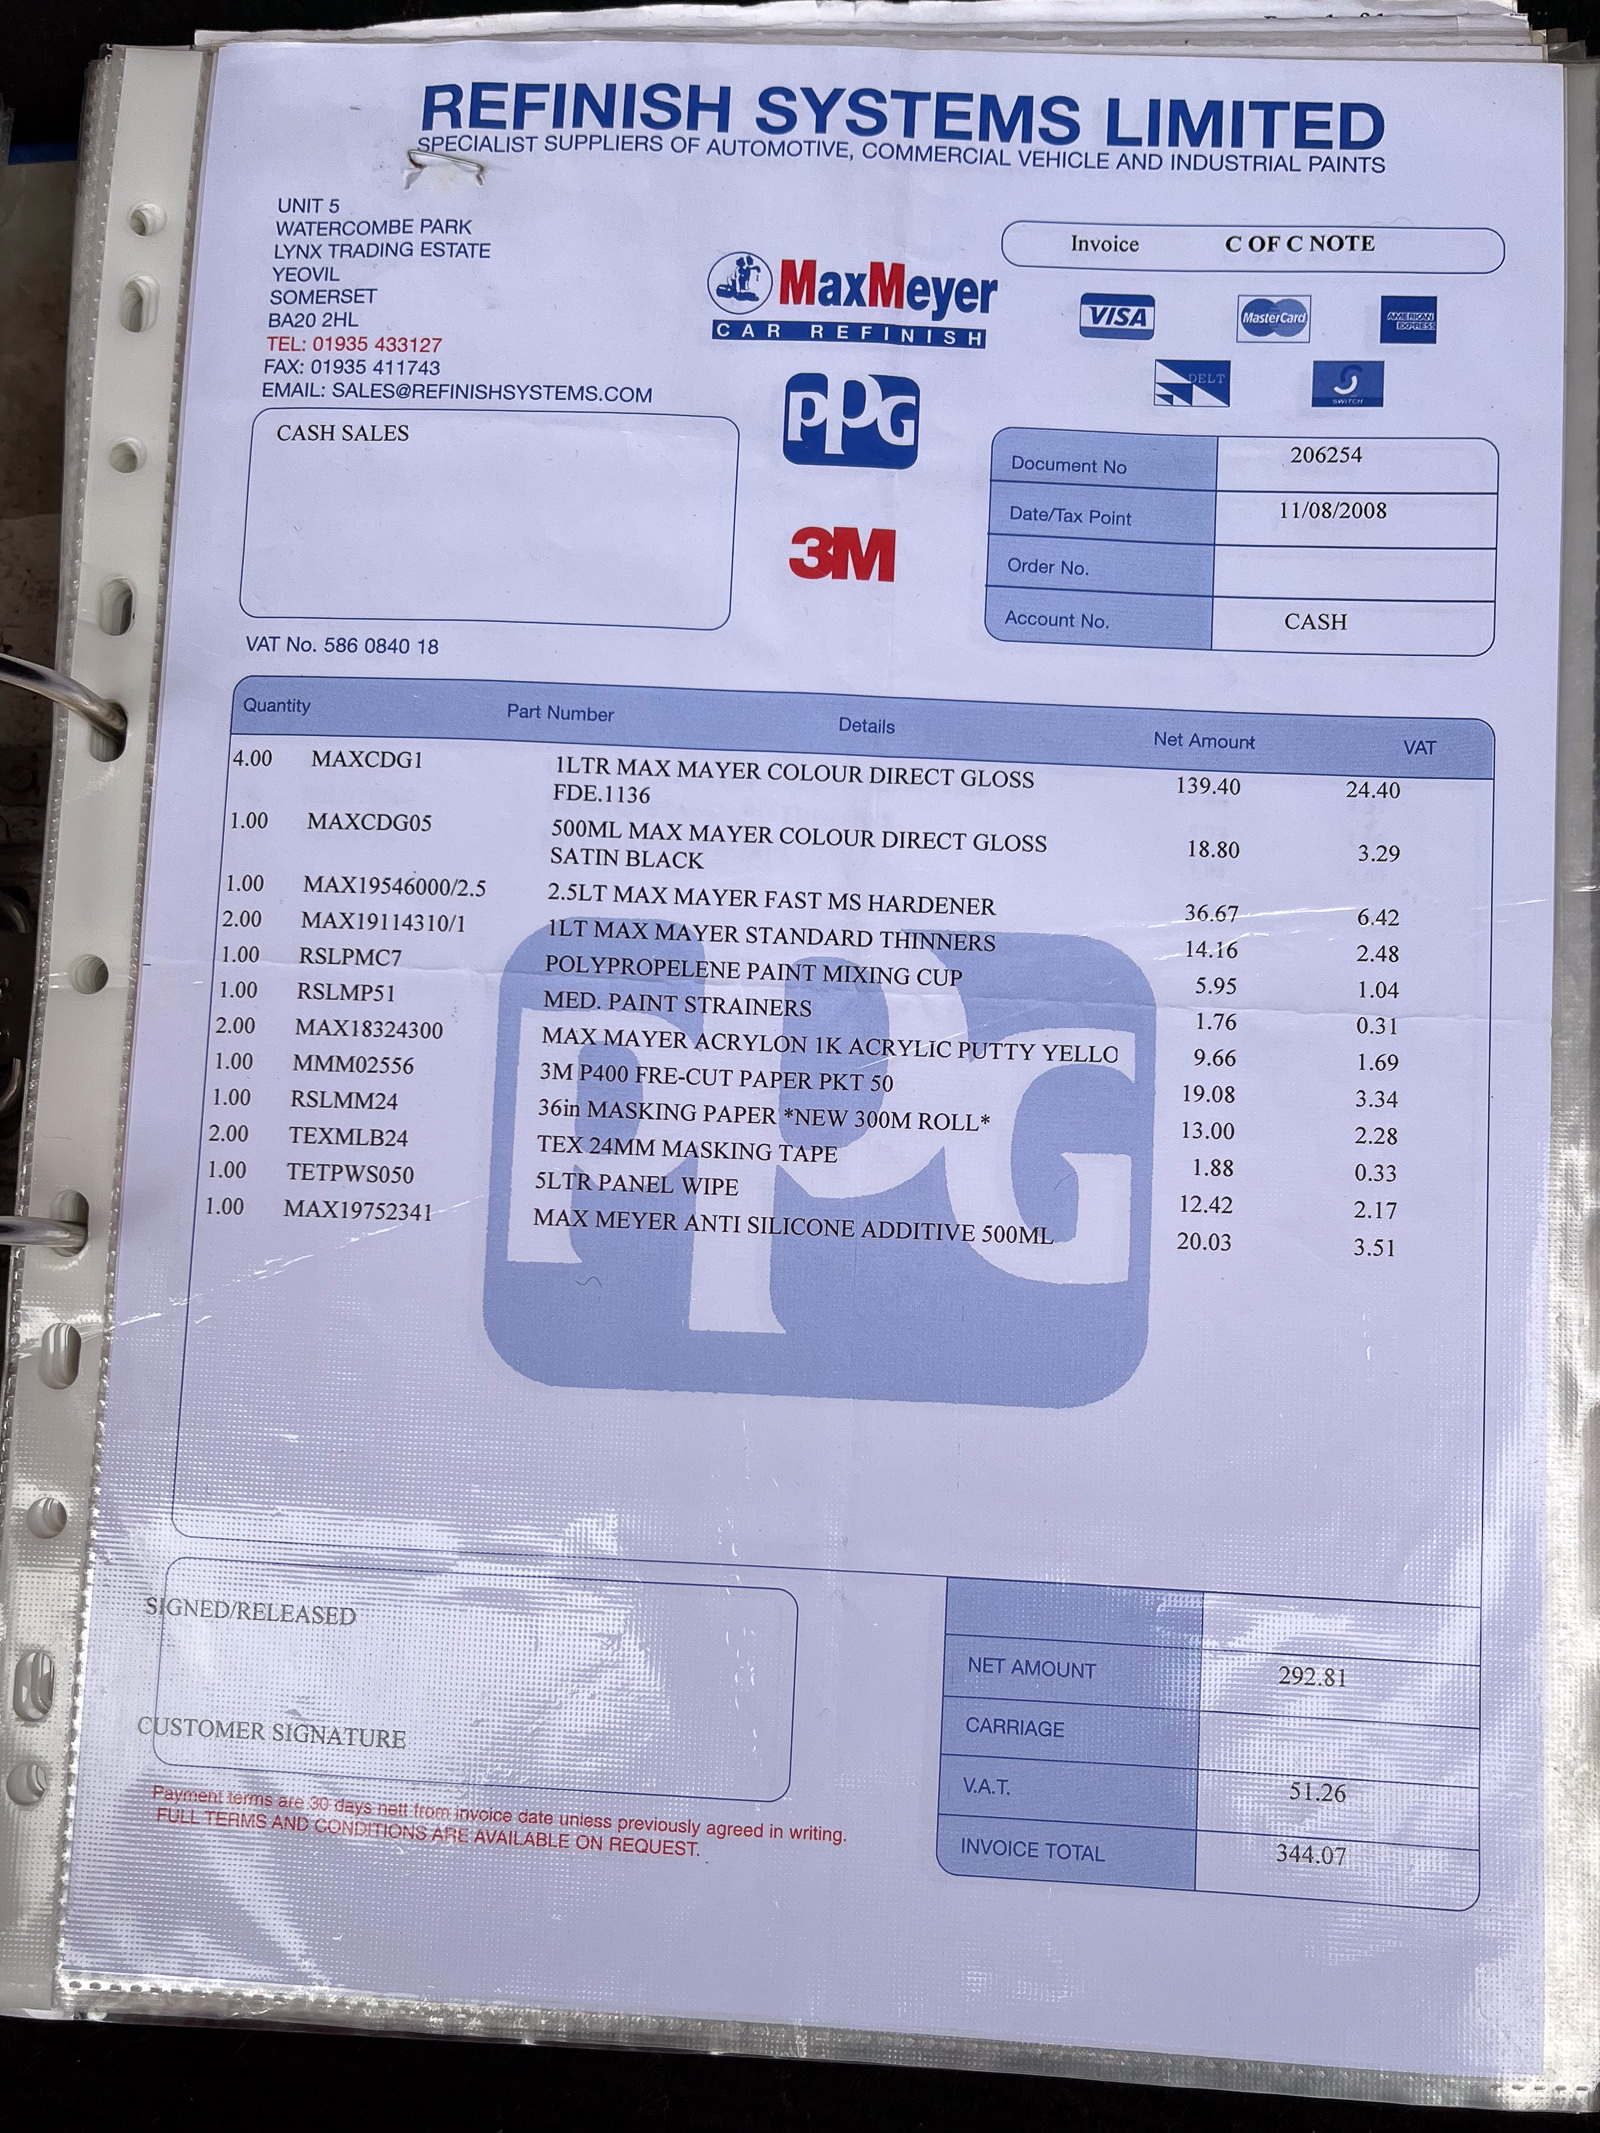 REFINISH SYSTEMS LIMITED
SPECIALIST SUPPLIERS OF AUTOMOTIVE, COMMERCIAL VEHICLE AND INDUSTRIAL PAINTS
UNIT 5
WATERCOMBE PARK
LYNX TRADING ESTATE
YEOVIL
SOMERSET
BA20 2HL
TEL: 01935 433127
FAX: 01935 411743
EMAIL: SALES@REFINISHSYSTEMS.COM
MaxMeyer
CAR REFINISH
PPG
3M
Invoice C OF C NOTE
VISA MasterCard AMERICAN EXPRESS
DELT SWITCH
CASH SALES
Document No 206254
Date/Tax Point 11/08/2008
Order No.
Account No. CASH
VAT No. 586 0840 18
Quantity Part Number Details Net Amount VAT
4.00 MAXCDG1 1LTR MAX MAYER COLOUR DIRECT GLOSS 139.40 24.40
FDE.1136
1.00 MAXCDG05 500ML MAX MAYER COLOUR DIRECT GLOSS 18.80 3.29
SATIN BLACK
1.00 MAX19546000/2.5 2.5LT MAX MAYER FAST MS HARDENER 36.67 6.42
2.00 MAX19114310/1 1LT MAX MAYER STANDARD THINNERS 14.16 2.48
1.00 RSLPMC7 POLYPROPELENE PAINT MIXING CUP 5.95 1.04
1.00 RSLMP51 MED. PAINT STRAINERS 1.76 0.31
2.00 MAX18324300 MAX MAYER ACRYLON 1K ACRYLIC PUTTY YELLO 9.66 1.69
1.00 MMM02556 3M P400 FRE-CUT PAPER PKT 50 19.08 3.34
1.00 RSLMM24 36in MASKING PAPER *NEW 300M ROLL* 13.00 2.28
2.00 TEXMLB24 TEX 24MM MASKING TAPE 1.88 0.33
1.00 TETPWS050 5LTR PANEL WIPE 12.42 2.17
1.00 MAX19752341 MAX MEYER ANTI SILICONE ADDITIVE 500ML 20.03 3.51
PPG
SIGNED/RELEASED
CUSTOMER SIGNATURE
NET AMOUNT 292.81
CARRIAGE
V.A.T. 51.26
INVOICE TOTAL 344.07
Payment terms are 30 days nett from invoice date unless previously agreed in writing.
FULL TERMS AND CONDITIONS ARE AVAILABLE ON REQUEST.